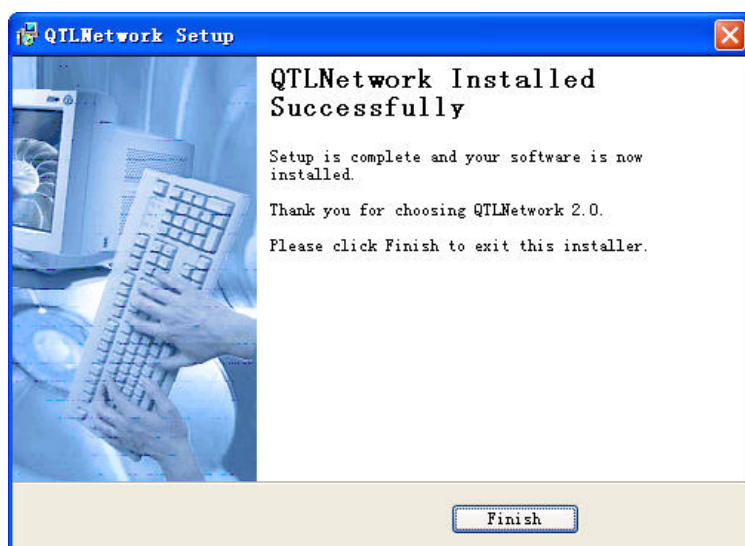 QTLNetwork Setup
QTLNetwork Installed
Successfully
Setup is complete and your software is now
installed.
Thank you for choosing QTLNetwork 2.0.
Please click Finish to exit this installer.
Finish